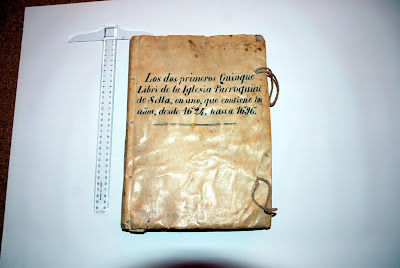 Los dos primeros Quinque
Libri de la Iglesia Parroquial
de Sella, en uno, que contiene los
años, desde 1624, hasta 1696.